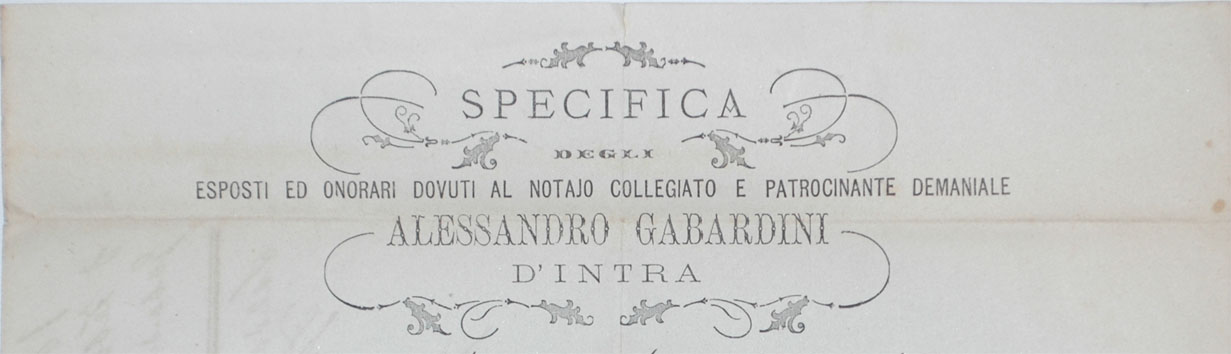 SPECIFICA
DEGLI
ESPOSTI ED ONORARI DOVUTI AL NOTAJO COLLEGIATO E PATROCINANTE DEMANIALE
ALESSANDRO GABARDINI
D'INTRA